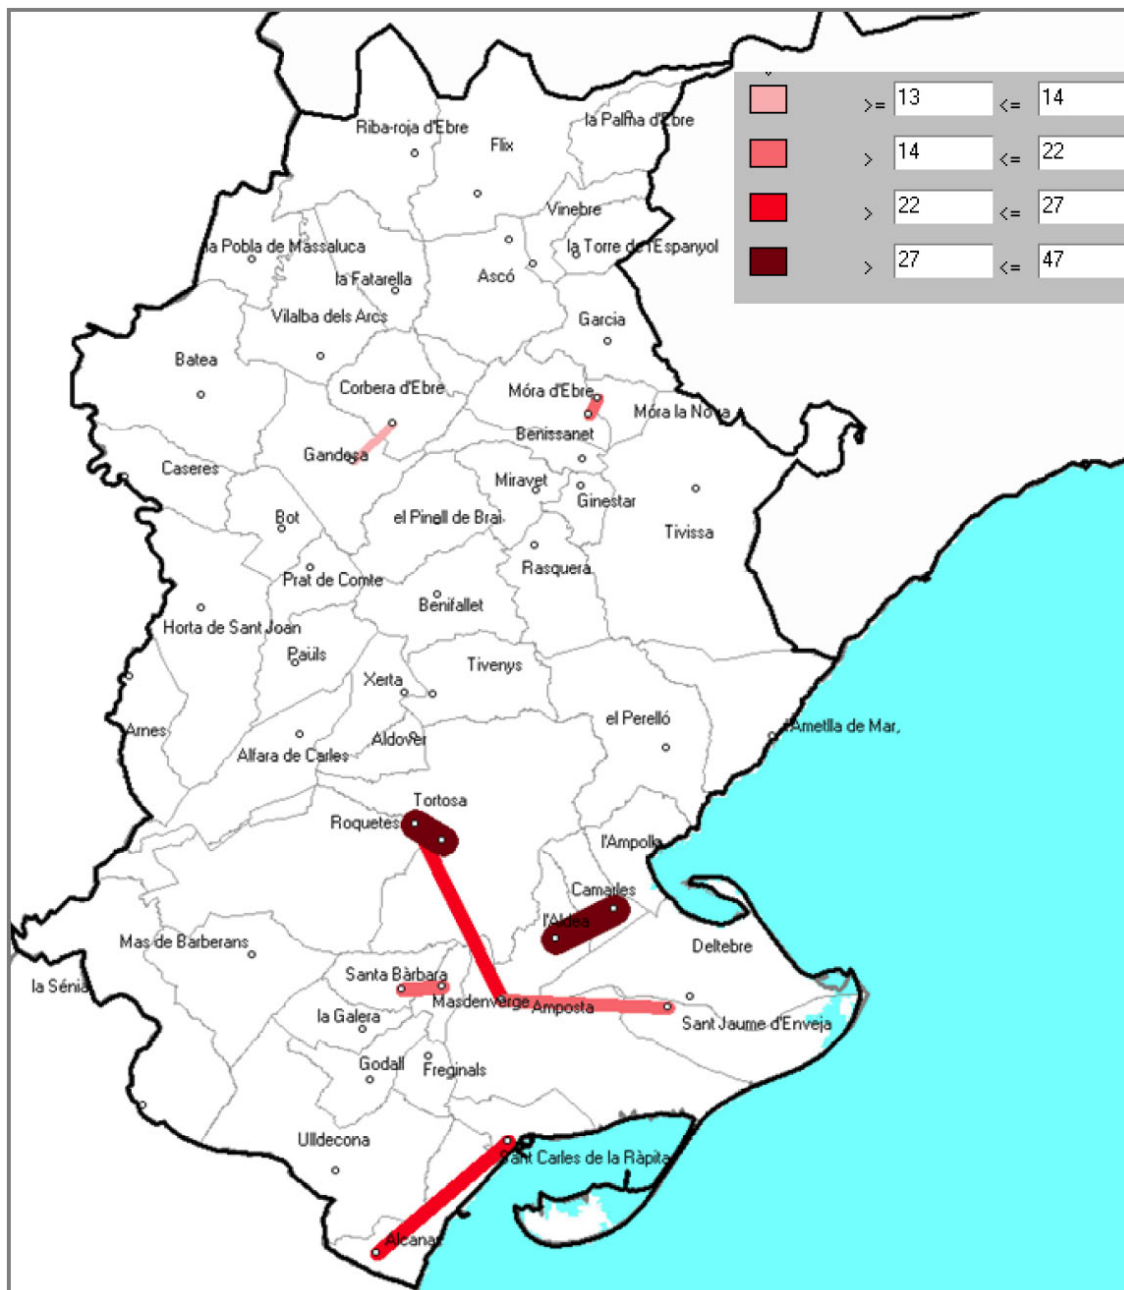 >= 13 <= 14
> 14 <= 22
> 22 <= 27
> 27 <= 47
la Palma d'Ebre
Riba-roja d'Ebre
Flix
Vinebre
la Pobla de Massaluca
la Torre de l'Espanyol
la Fatarella
Ascó
Vilalba dels Arcs
Garcia
Batea
Corbera d'Ebre
Móra d'Ebre
Móra la Nova
Benissanet
Gandesa
Caseres
Miravet
Ginestar
Bot
el Pinell de Brai.
Tivissa
Rasquera
Prat de Comte
Benifallet
Horta de Sant Joan
Paüls
Tivenys
Xerta
el Perelló
Arnes
Aldover
l'Ametlla de Mar,
Alfara de Carles
Tortosa
Roquetes
l'Ampolla
Camarles
l'Aldea
Mas de Barberans
Deltebre
Santa Bàrbara
la Sénia
Masdenverge
Amposta
la Galera
Sant Jaume d'Enveja
Godall
Freginals
Ulldecona
Sant Carles de la Ràpita
Alcanar